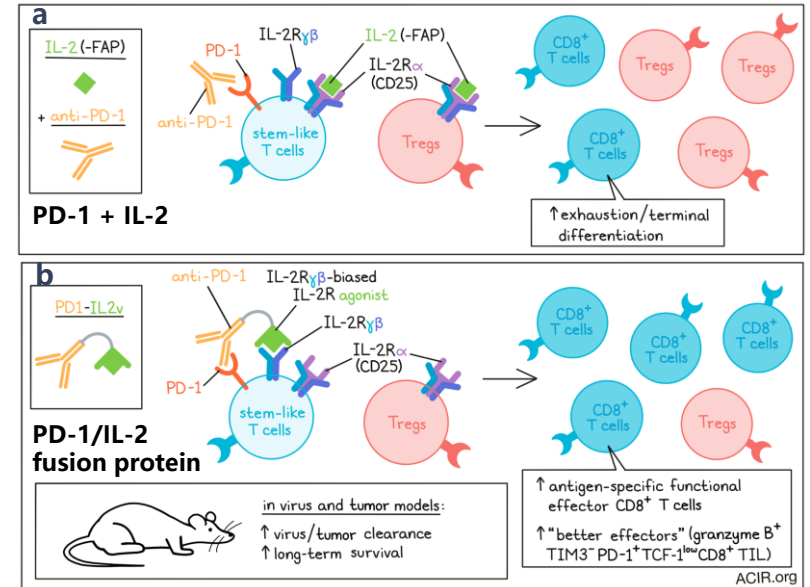 a
IL-2 (-FAP)
+ anti-PD-1
PD-1 + IL-2
PD-1
anti-PD-1
IL-2Rγβ
IL-2 (-FAP)
IL-2Rα
(CD25)
stem-like
T cells
Tregs
CD8⁺
T cells
Tregs
Tregs
CD8⁺
T cells
Tregs
↑ exhaustion/terminal
differentiation
b
PD1-IL2v
PD-1/IL-2
fusion protein
anti-PD-1
IL-2Rγβ-biased
IL-2R agonist
IL-2Rγβ
IL-2Rα
(CD25)
PD-1
stem-like
T cells
Tregs
CD8⁺
T cells
CD8⁺
T cells
CD8⁺
T cells
CD8⁺
T cells
Tregs
in virus and tumor models:
↑ virus/tumor clearance
↑ long-term survival
↑ antigen-specific functional
effector CD8⁺ T cells
↑ "better effectors" (granzyme B⁺
TIM3⁻PD-1⁺TCF-1ˡᵒʷCD8⁺ TIL)
ACIR.org